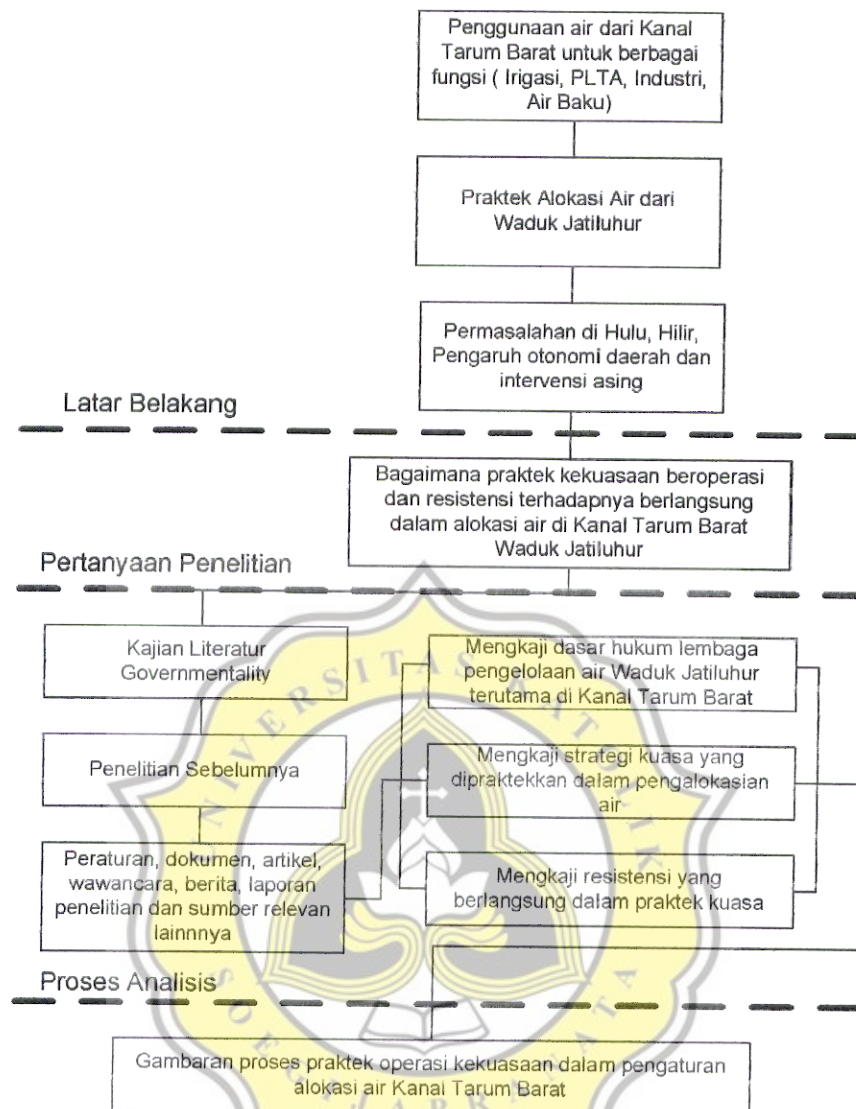 Penggunaan air dari Kanal
Tarum Barat untuk berbagai
fungsi ( Irigasi, PLTA, Industri,
Air Baku)
Praktek Alokasi Air dari
Waduk Jatiluhur
Permasalahan di Hulu, Hilir,
Pengaruh otonomi daerah dan
intervensi asing
Latar Belakang
Bagaimana praktek kekuasaan beroperasi
dan resistensi terhadapnya berlangsung
dalam alokasi air di Kanal Tarum Barat
Waduk Jatiluhur
Pertanyaan Penelitian
Kajian Literatur
Governmentality
Penelitian Sebelumnya
Peraturan, dokumen, artikel,
wawancara, berita, laporan
penelitian dan sumber relevan
lainnnya
Mengkaji dasar hukum lembaga
pengelolaan air Waduk Jatiluhur
terutama di Kanal Tarum Barat
Mengkaji strategi kuasa yang
dipraktekkan dalam pengalokasian
air
Mengkaji resistensi yang
berlangsung dalam praktek kuasa
Proses Analisis
Gambaran proses praktek operasi kekuasaan dalam pengaturan
alokasi air Kanal Tarum Barat
UNIVERSITAS KATOLIK
SOEGIJAPRANATA